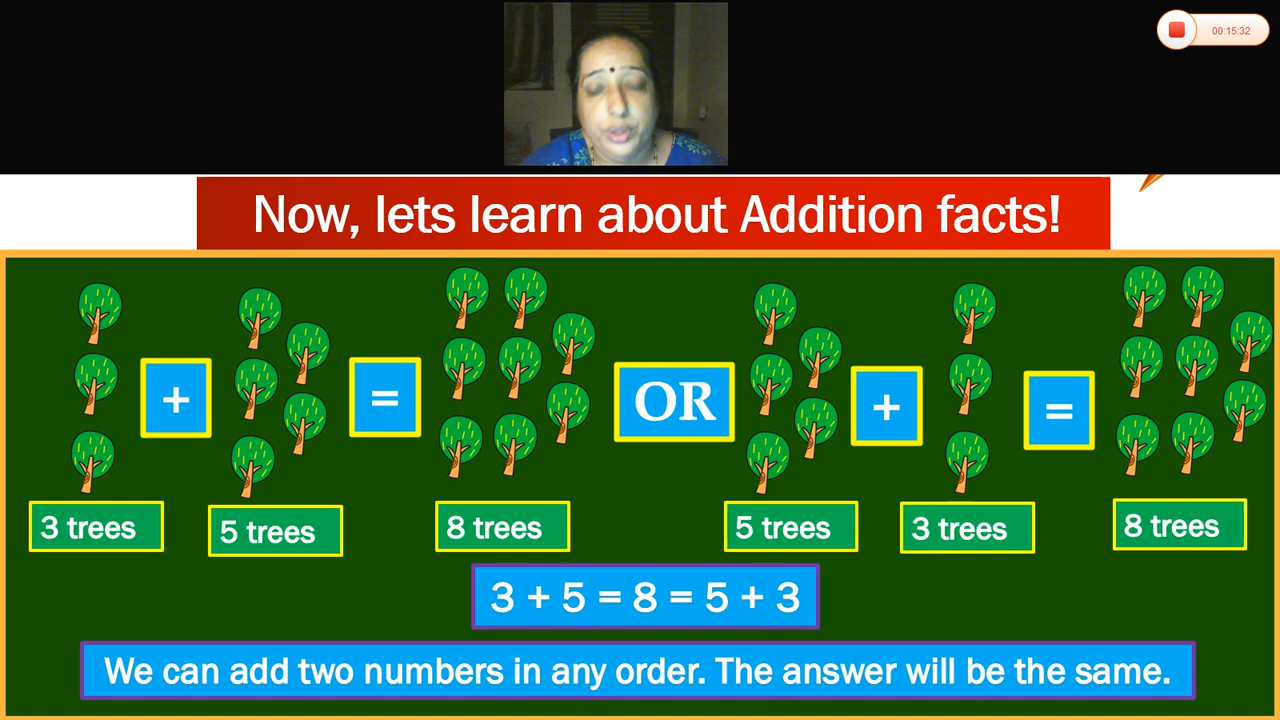 00:15:32
Now, lets learn about Addition facts!
+ = OR + =
3 trees 5 trees 8 trees 5 trees 3 trees 8 trees
3 + 5 = 8 = 5 + 3
We can add two numbers in any order. The answer will be the same.